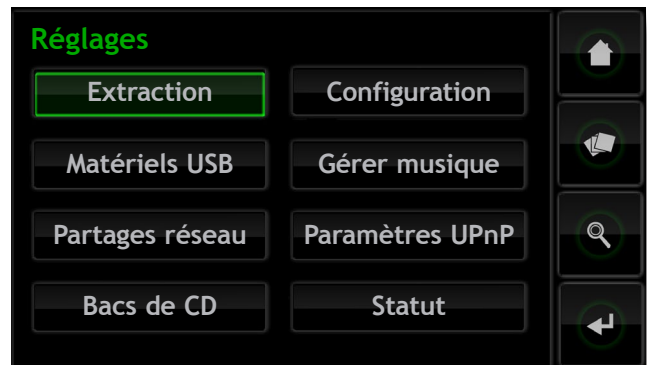 Réglages
Extraction
Configuration
Matériels USB
Gérer musique
Partages réseau
Paramètres UPnP
Bacs de CD
Statut